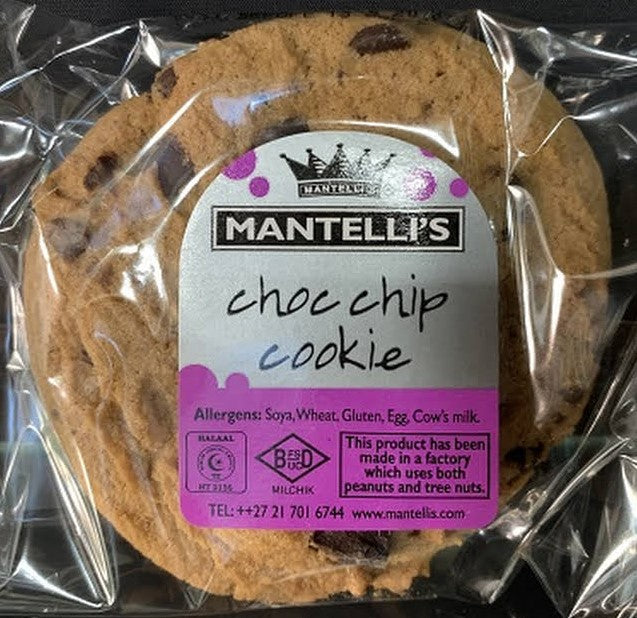 MANTELLI'S
MANTELLI'S
choc chip
cookie
Allergens: Soya, Wheat, Gluten, Egg, Cow's milk.
HALAAL
This product has been
made in a factory
which uses both
peanuts and tree nuts.
MILCHIK
TEL: ++27 21 701 6744 www.mantellis.com